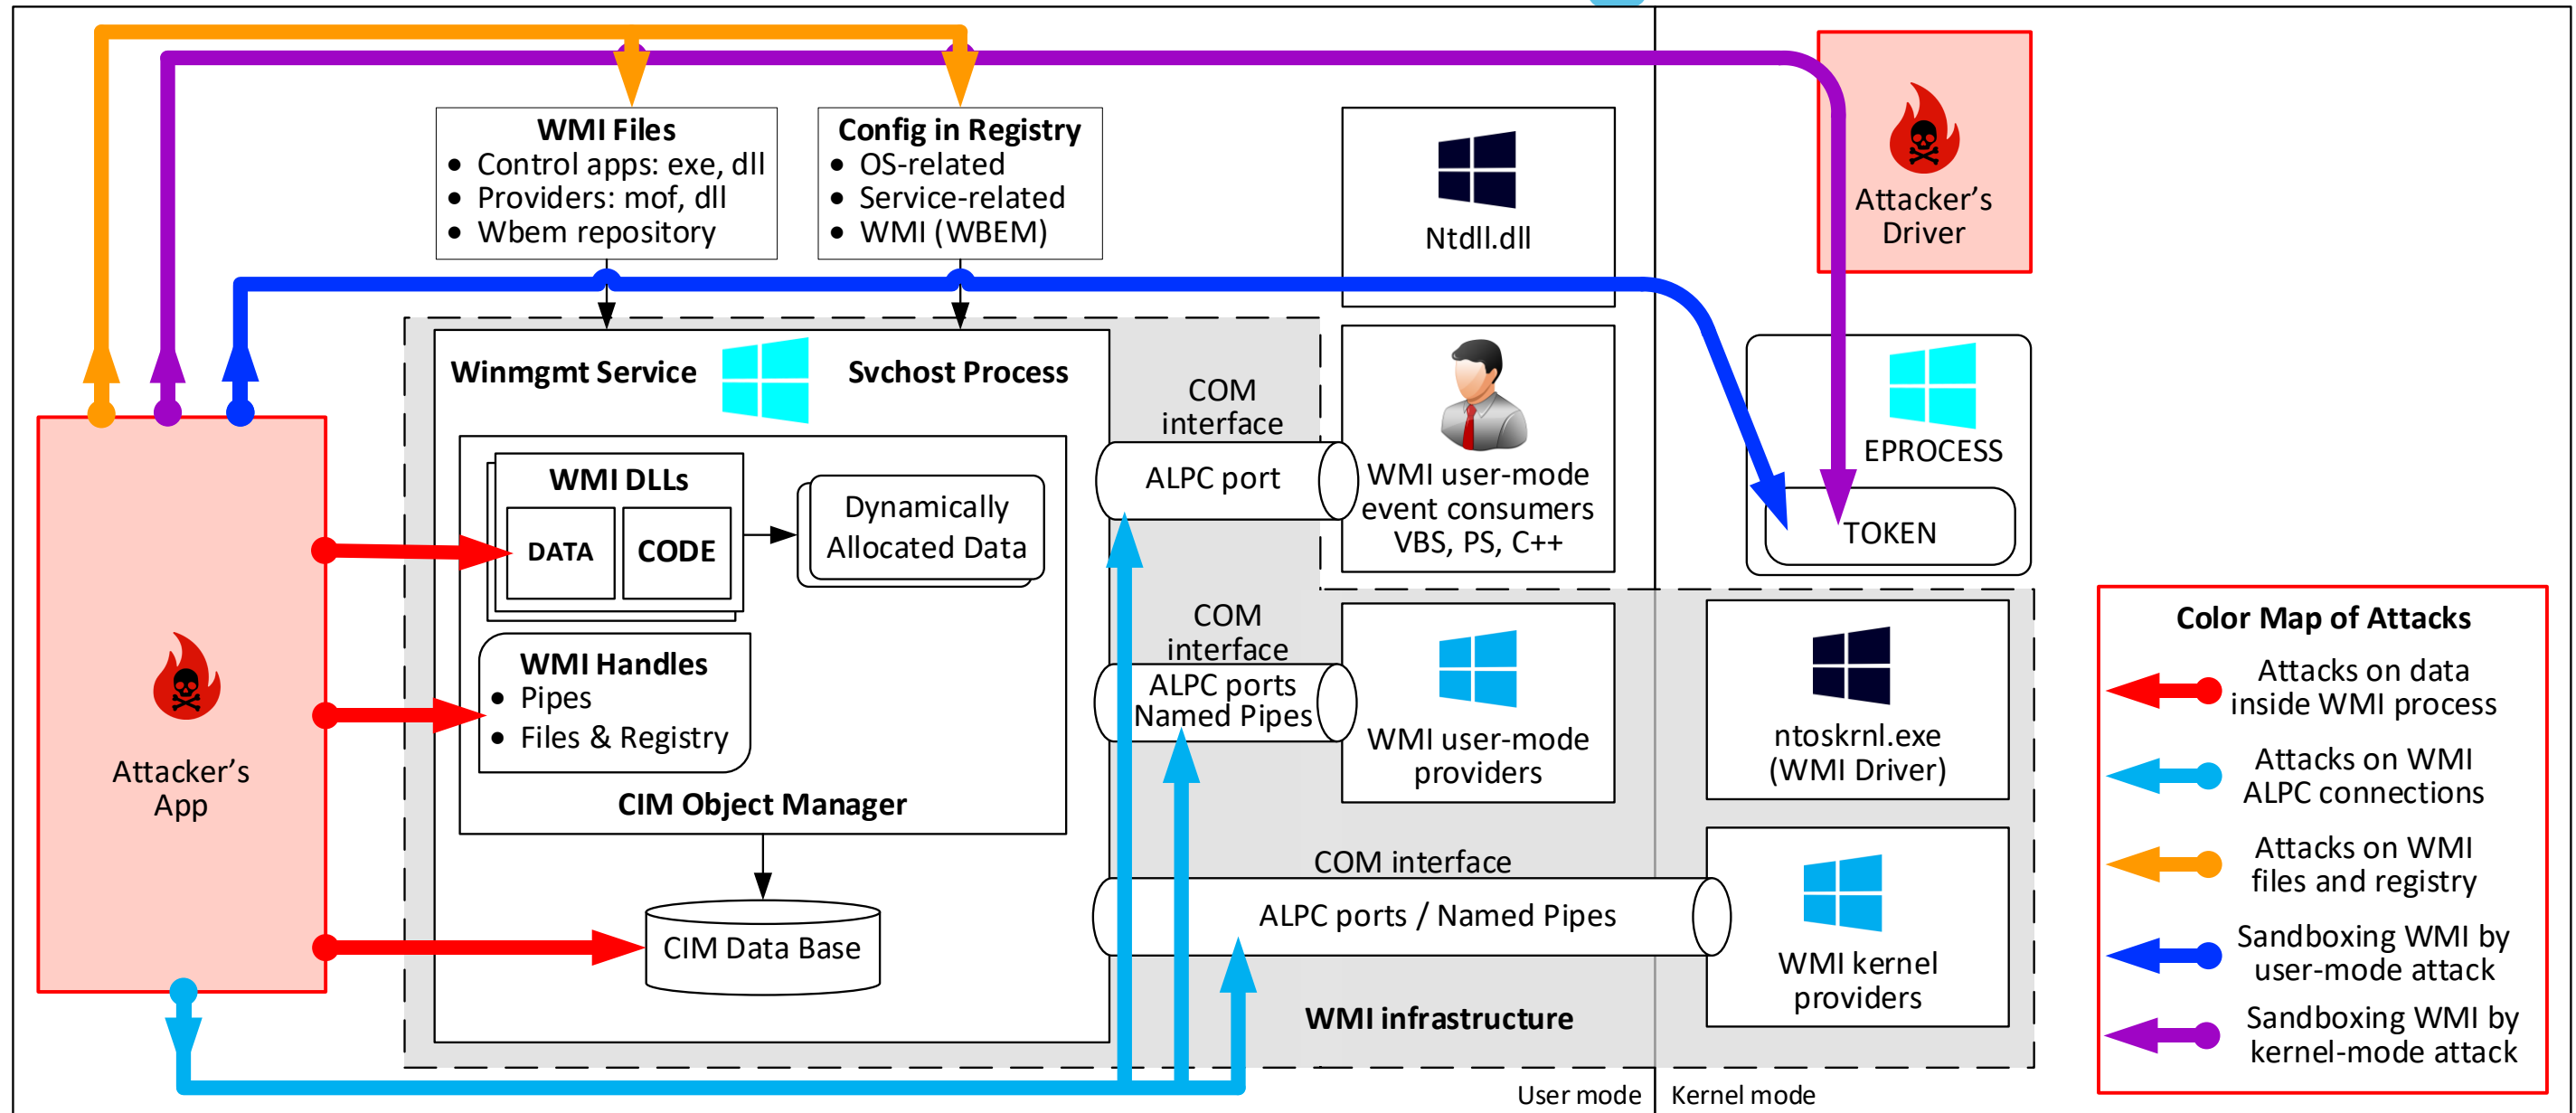 WMI Files
• Control apps: exe, dll
• Providers: mof, dll
• Wbem repository
Config in Registry
• OS-related
• Service-related
• WMI (WBEM)
Ntdll.dll
Attacker's
Driver
Winmgmt Service
Svchost Process
WMI DLLs
DATA
CODE
Dynamically
Allocated Data
WMI Handles
• Pipes
• Files & Registry
CIM Object Manager
CIM Data Base
Attacker's
App
COM
interface
ALPC port
WMI user-mode
event consumers
VBS, PS, C++
EPROCESS
TOKEN
COM
interface
ALPC ports
Named Pipes
WMI user-mode
providers
ntoskrnl.exe
(WMI Driver)
COM interface
ALPC ports / Named Pipes
WMI kernel
providers
WMI infrastructure
User mode
Kernel mode
Color Map of Attacks
Attacks on data
inside WMI process
Attacks on WMI
ALPC connections
Attacks on WMI
files and registry
Sandboxing WMI by
user-mode attack
Sandboxing WMI by
kernel-mode attack